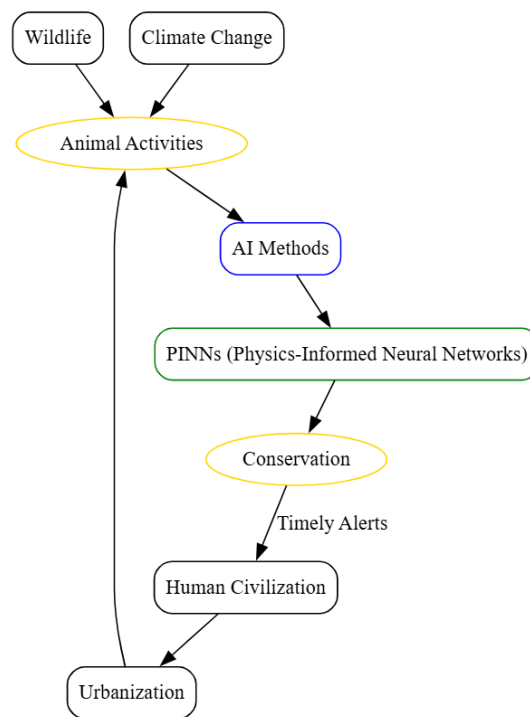 Wildlife
Climate Change
Animal Activities
AI Methods
PINNs (Physics-Informed Neural Networks)
Conservation
Timely Alerts
Human Civilization
Urbanization